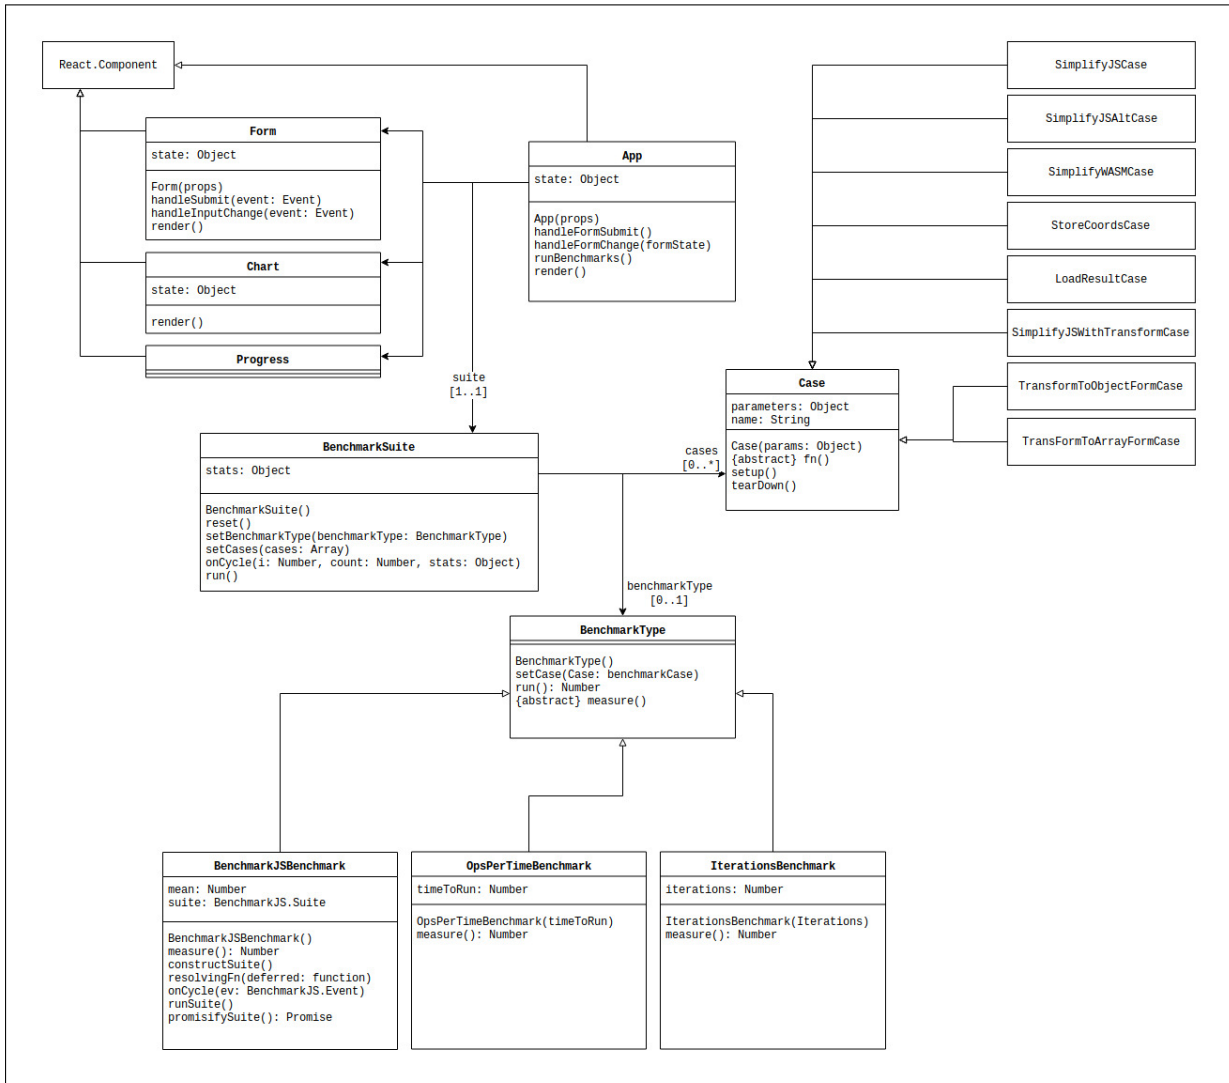 React.Component
Form
state: Object
Form(props)
handleSubmit(event: Event)
handleInputChange(event: Event)
render()
Chart
state: Object
render()
Progress
App
state: Object
App(props)
handleFormSubmit()
handleFormChange(formState)
runBenchmarks()
render()
SimplifyJSCase
SimplifyJSAltCase
SimplifyWASMCase
StoreCoordsCase
LoadResultCase
SimplifyJSWithTransformCase
TransformToObjectFormCase
TransFormToArrayFormCase
suite
[1..1]
Case
parameters: Object
name: String
Case(params: Object)
{abstract} fn()
setup()
tearDown()
BenchmarkSuite
stats: Object
BenchmarkSuite()
reset()
setBenchmarkType(benchmarkType: BenchmarkType)
setCases(cases: Array)
onCycle(i: Number, count: Number, stats: Object)
run()
cases
[0..*]
benchmarkType
[0..1]
BenchmarkType
BenchmarkType()
setCase(Case: benchmarkCase)
run(): Number
{abstract} measure()
BenchmarkJSBenchmark
mean: Number
suite: BenchmarkJS.Suite
BenchmarkJSBenchmark()
measure(): Number
constructSuite()
resolvingFn(deferred: function)
onCycle(ev: BenchmarkJS.Event)
runSuite()
promisifySuite(): Promise
OpsPerTimeBenchmark
timeToRun: Number
OpsPerTimeBenchmark(timeToRun)
measure(): Number
IterationsBenchmark
iterations: Number
IterationsBenchmark(Iterations)
measure(): Number